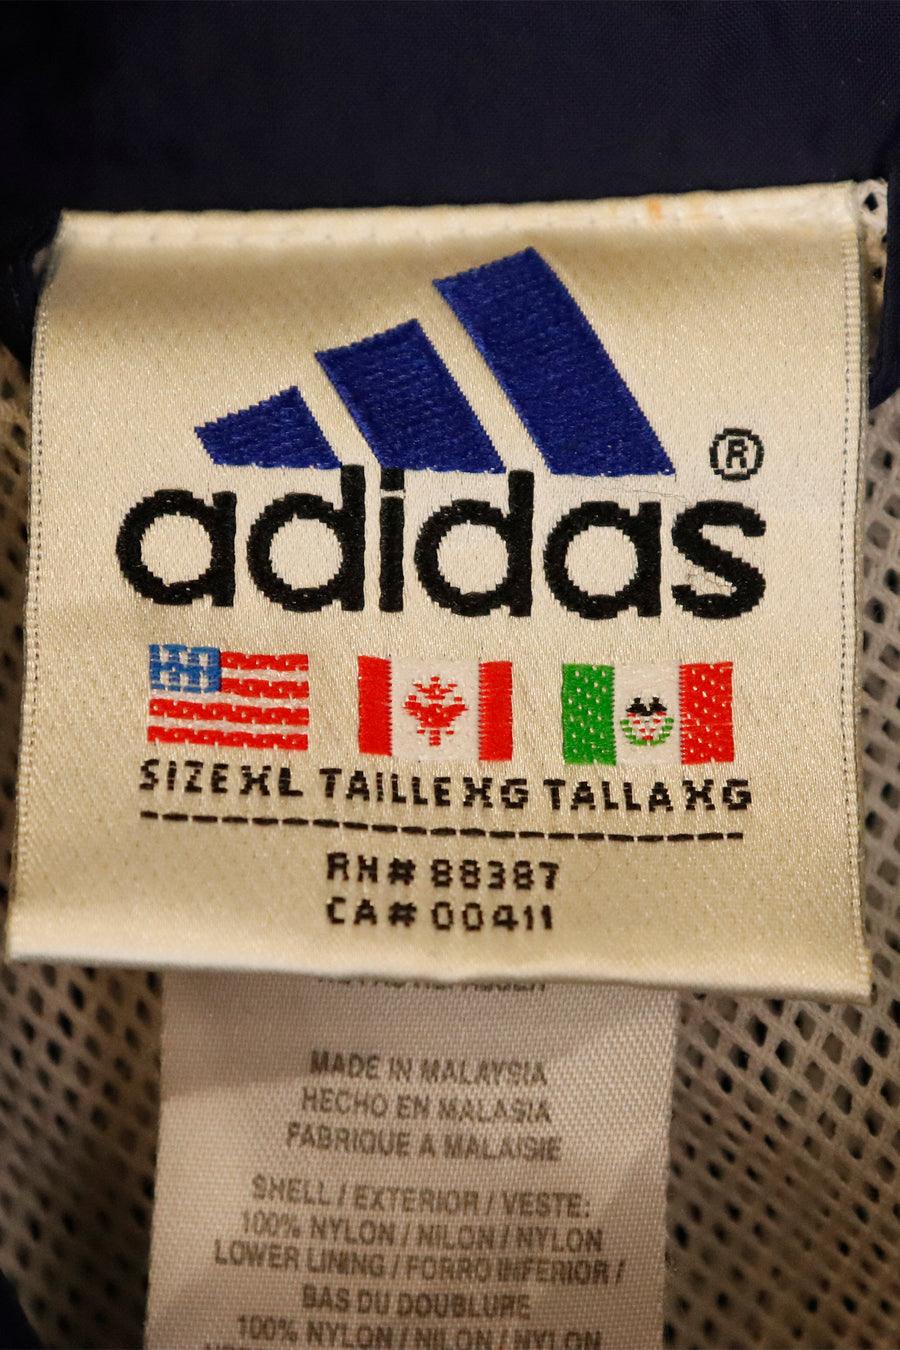 adidas®
SIZE XL TAILLE XG TALLA XG
RN# 88387
CA# 00411
MADE IN MALAYSIA
HECHO EN MALASIA
FABRIQUE A MALAISIE
SHELL / EXTERIOR / VESTE:
100% NYLON / NILON / NYLON
LOWER LINING / FORRO INFERIOR /
BAS DU DOUBLURE
100% NYLON / NILON / NYLON